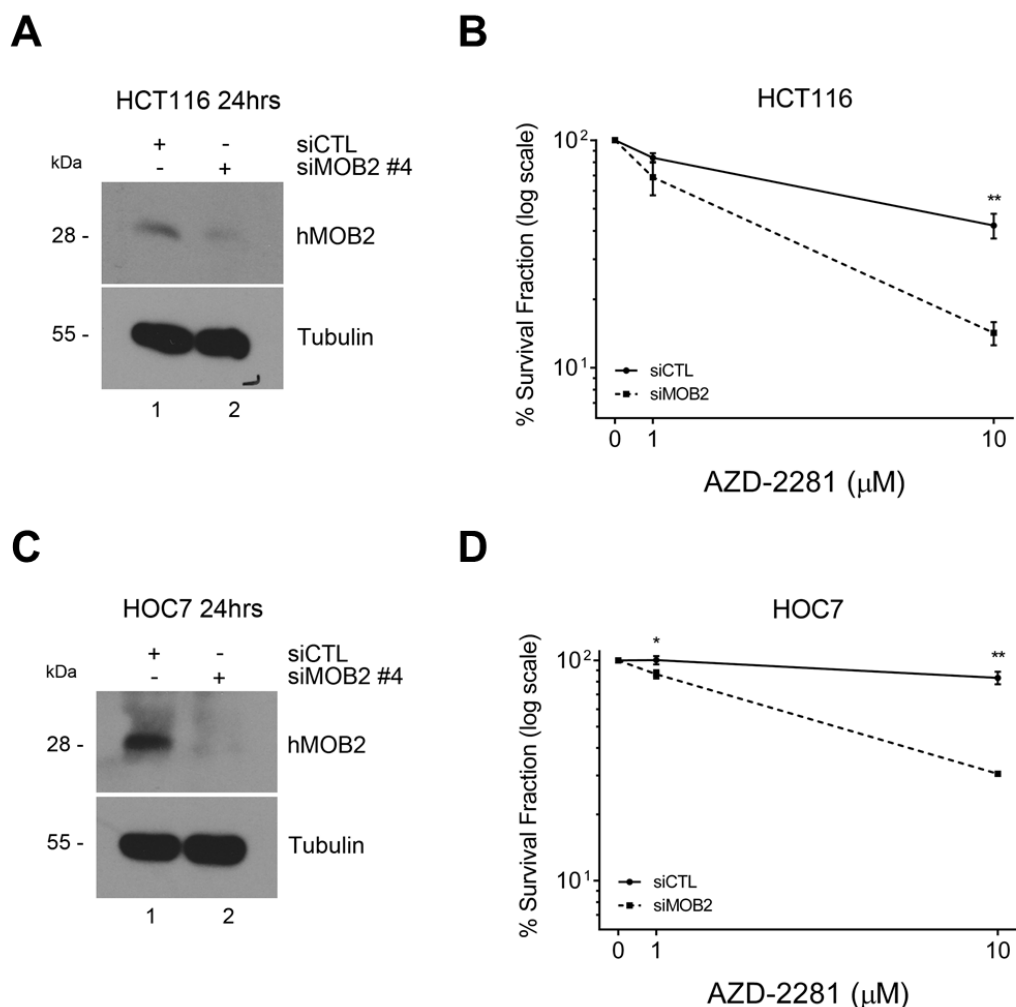 A
HCT116 24hrs
+ - siCTL
kDa - + siMOB2 #4
28 - hMOB2
55 - Tubulin
1 2
B
HCT116
% Survival Fraction (log scale)
10²
**
10¹
siCTL
siMOB2
0 1 10
AZD-2281 (μM)
C
HOC7 24hrs
+ - siCTL
kDa - + siMOB2 #4
28 - hMOB2
55 - Tubulin
1 2
D
HOC7
% Survival Fraction (log scale)
* **
10²
10¹
siCTL
siMOB2
0 1 10
AZD-2281 (μM)